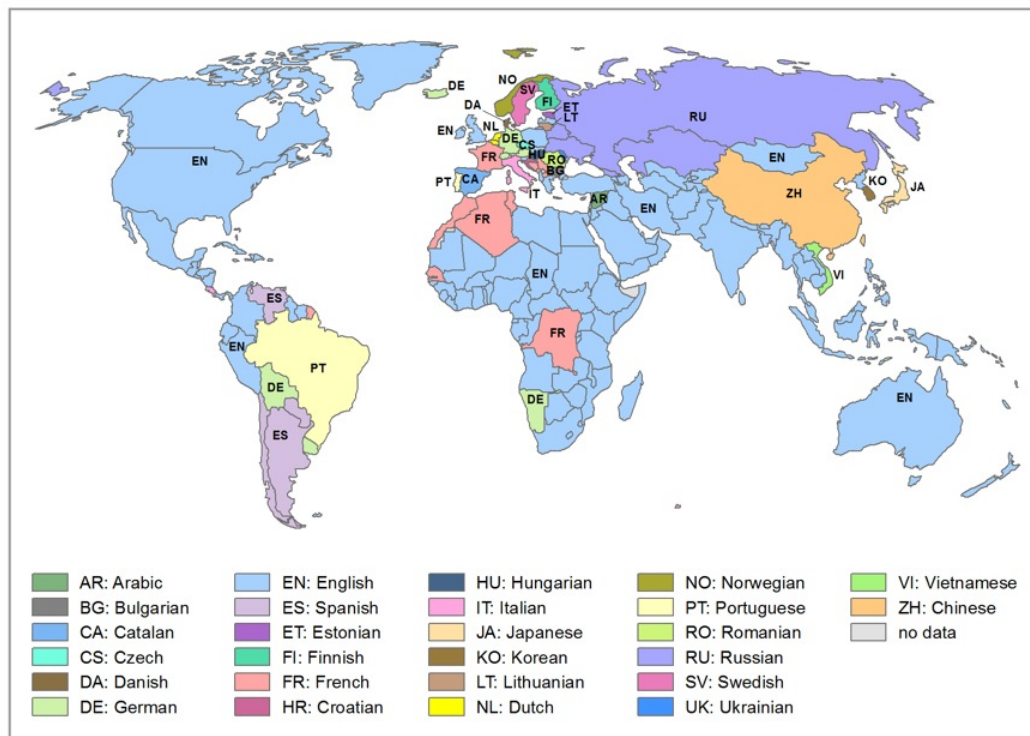 NO
DE
SV
FI
DA
ET
LT
RU
EN
NL
EN
DE
CS
FR
HU
RO
BG
EN
PT
CA
IT
KO
JA
ZH
AR
EN
FR
VI
ES
EN
EN
FR
PT
DE
DE
EN
ES
AR: Arabic
BG: Bulgarian
CA: Catalan
CS: Czech
DA: Danish
DE: German
EN: English
ES: Spanish
ET: Estonian
FI: Finnish
FR: French
HR: Croatian
HU: Hungarian
IT: Italian
JA: Japanese
KO: Korean
LT: Lithuanian
NL: Dutch
NO: Norwegian
PT: Portuguese
RO: Romanian
RU: Russian
SV: Swedish
UK: Ukrainian
VI: Vietnamese
ZH: Chinese
no data